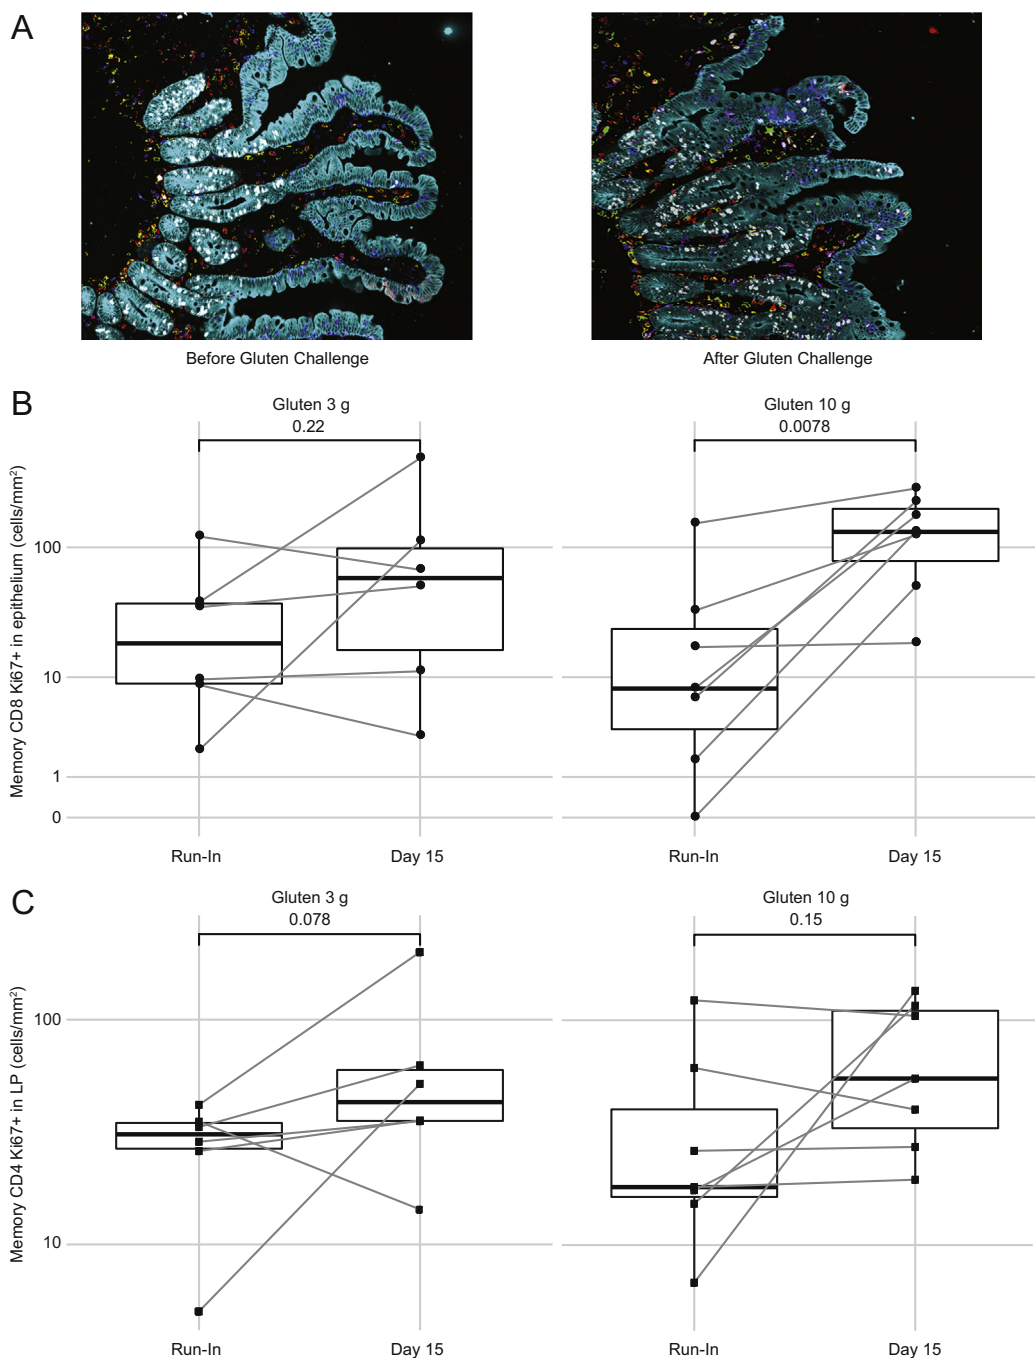 A
Before Gluten Challenge
After Gluten Challenge
B
Memory CD8 Ki67+ in epithelium (cells/mm²)
Gluten 3 g
0.22
Gluten 10 g
0.0078
100
10
1
0
Run-In
Day 15
Run-In
Day 15
C
Memory CD4 Ki67+ in LP (cells/mm²)
Gluten 3 g
0.078
Gluten 10 g
0.15
100
10
Run-In
Day 15
Run-In
Day 15